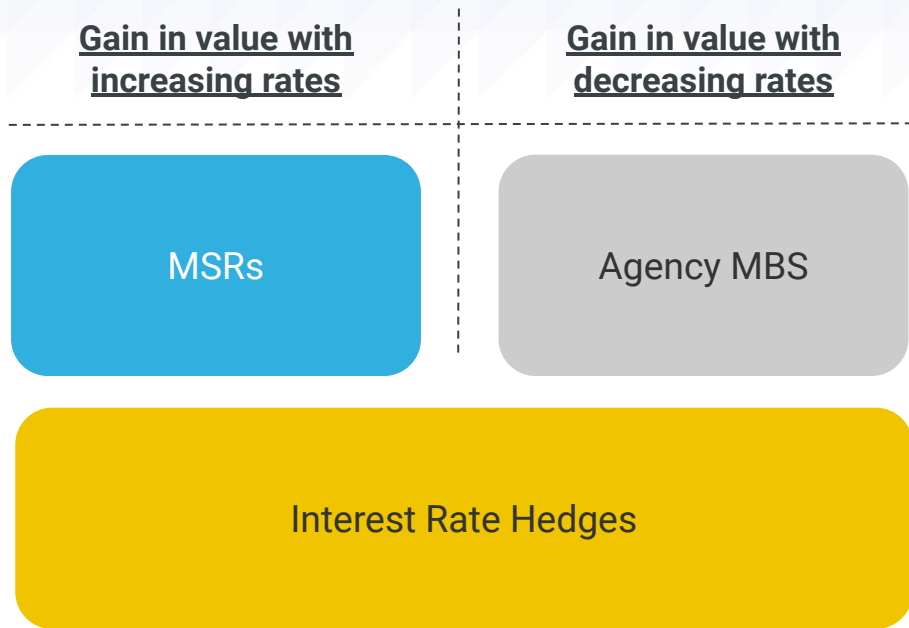 Gain in value with
increasing rates
Gain in value with
decreasing rates
MSRs
Agency MBS
Interest Rate Hedges